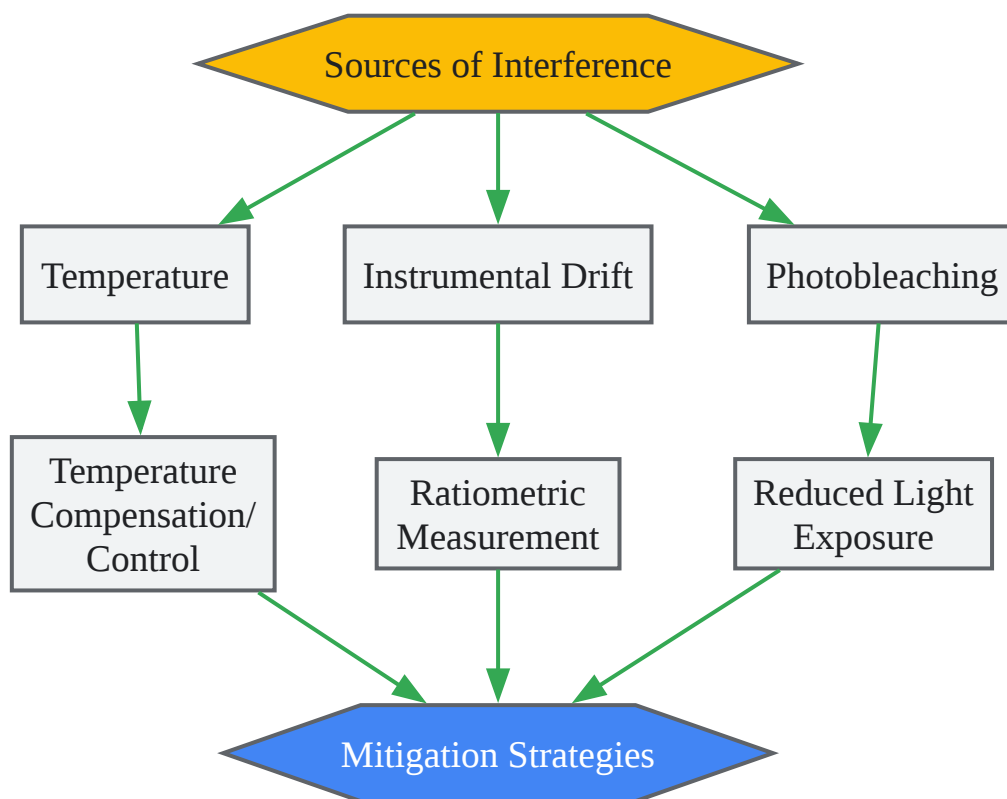 Sources of Interference
Temperature
Instrumental Drift
Photobleaching
Temperature
Compensation/
Control
Ratiometric
Measurement
Reduced Light
Exposure
Mitigation Strategies